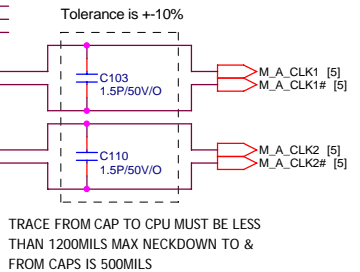 Tolerance is +-10%
C103
1.5P/50V/O
M_A_CLK1 [5]
M_A_CLK1# [5]
C110
1.5P/50V/O
M_A_CLK2 [5]
M_A_CLK2# [5]
TRACE FROM CAP TO CPU MUST BE LESS
THAN 1200MILS MAX NECKDOWN TO &
FROM CAPS IS 500MILS